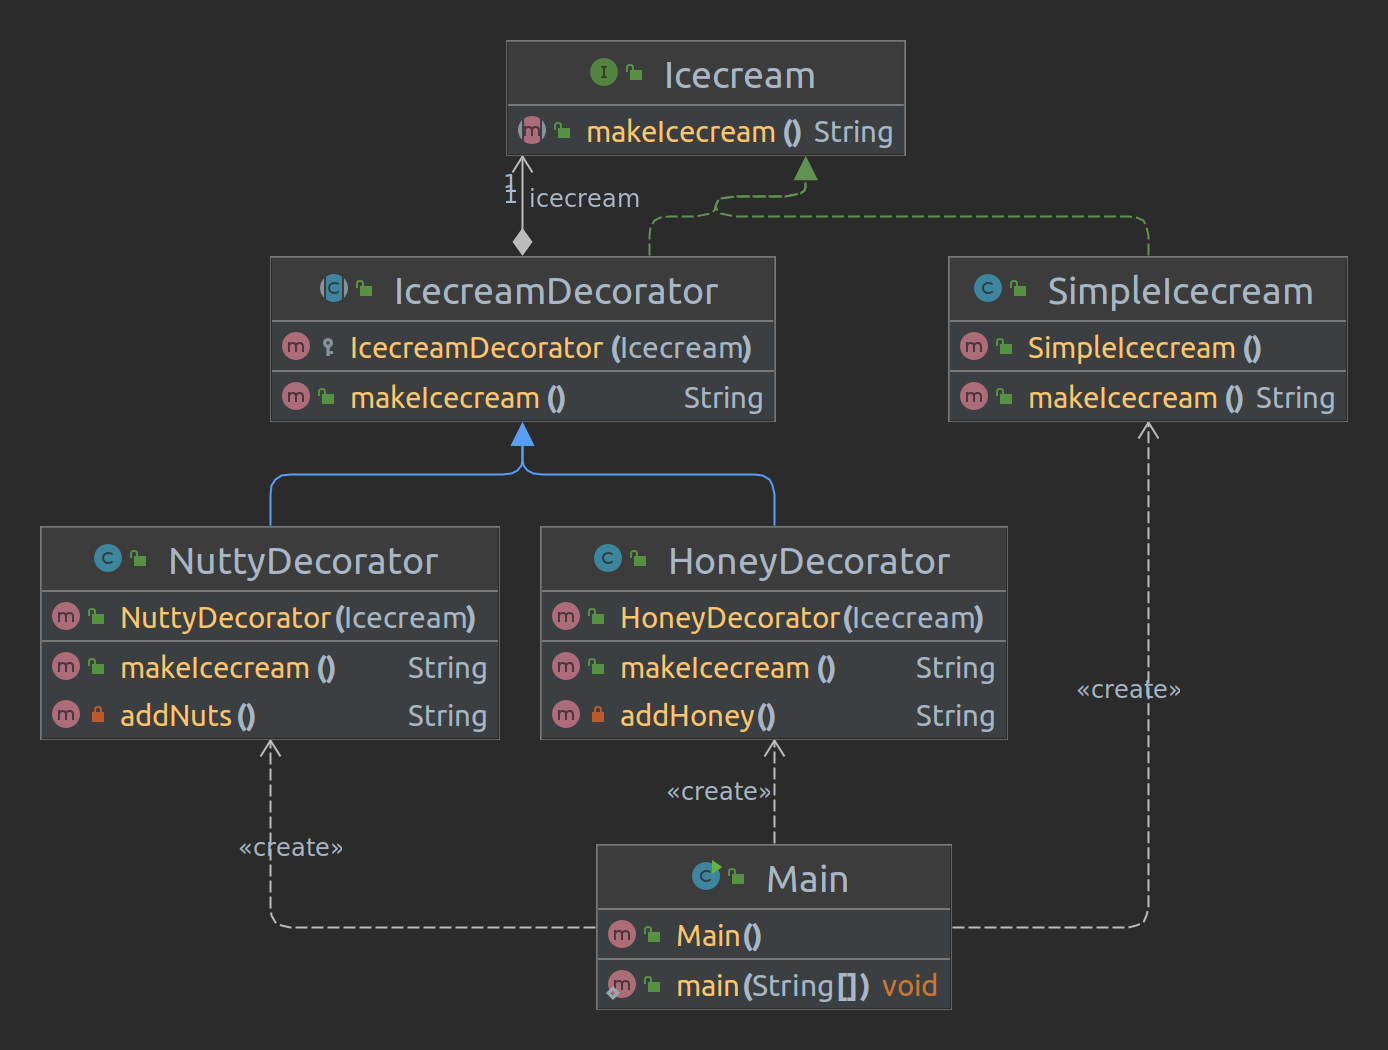 Icecream
makeIcecream() String
1
1
icecream
IcecreamDecorator
IcecreamDecorator(Icecream)
makeIcecream() String
SimpleIcecream
SimpleIcecream()
makeIcecream() String
NuttyDecorator
NuttyDecorator(Icecream)
makeIcecream() String
addNuts() String
HoneyDecorator
HoneyDecorator(Icecream)
makeIcecream() String
addHoney() String
«create»
«create»
«create»
Main
Main()
main(String[]) void